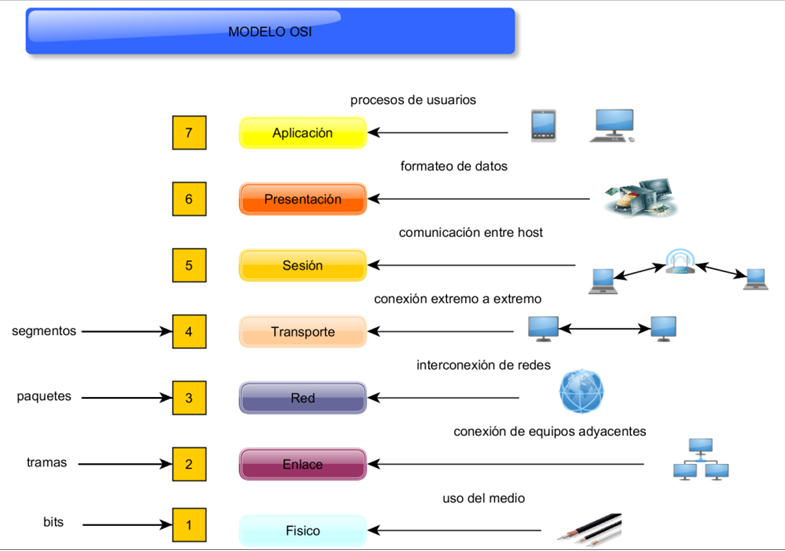 MODELO OSI
procesos de usuarios
7 Aplicación
formateo de datos
6 Presentación
comunicación entre host
5 Sesión
conexión extremo a extremo
segmentos 4 Transporte
interconexión de redes
paquetes 3 Red
conexión de equipos adyacentes
tramas 2 Enlace
uso del medio
bits 1 Fisico